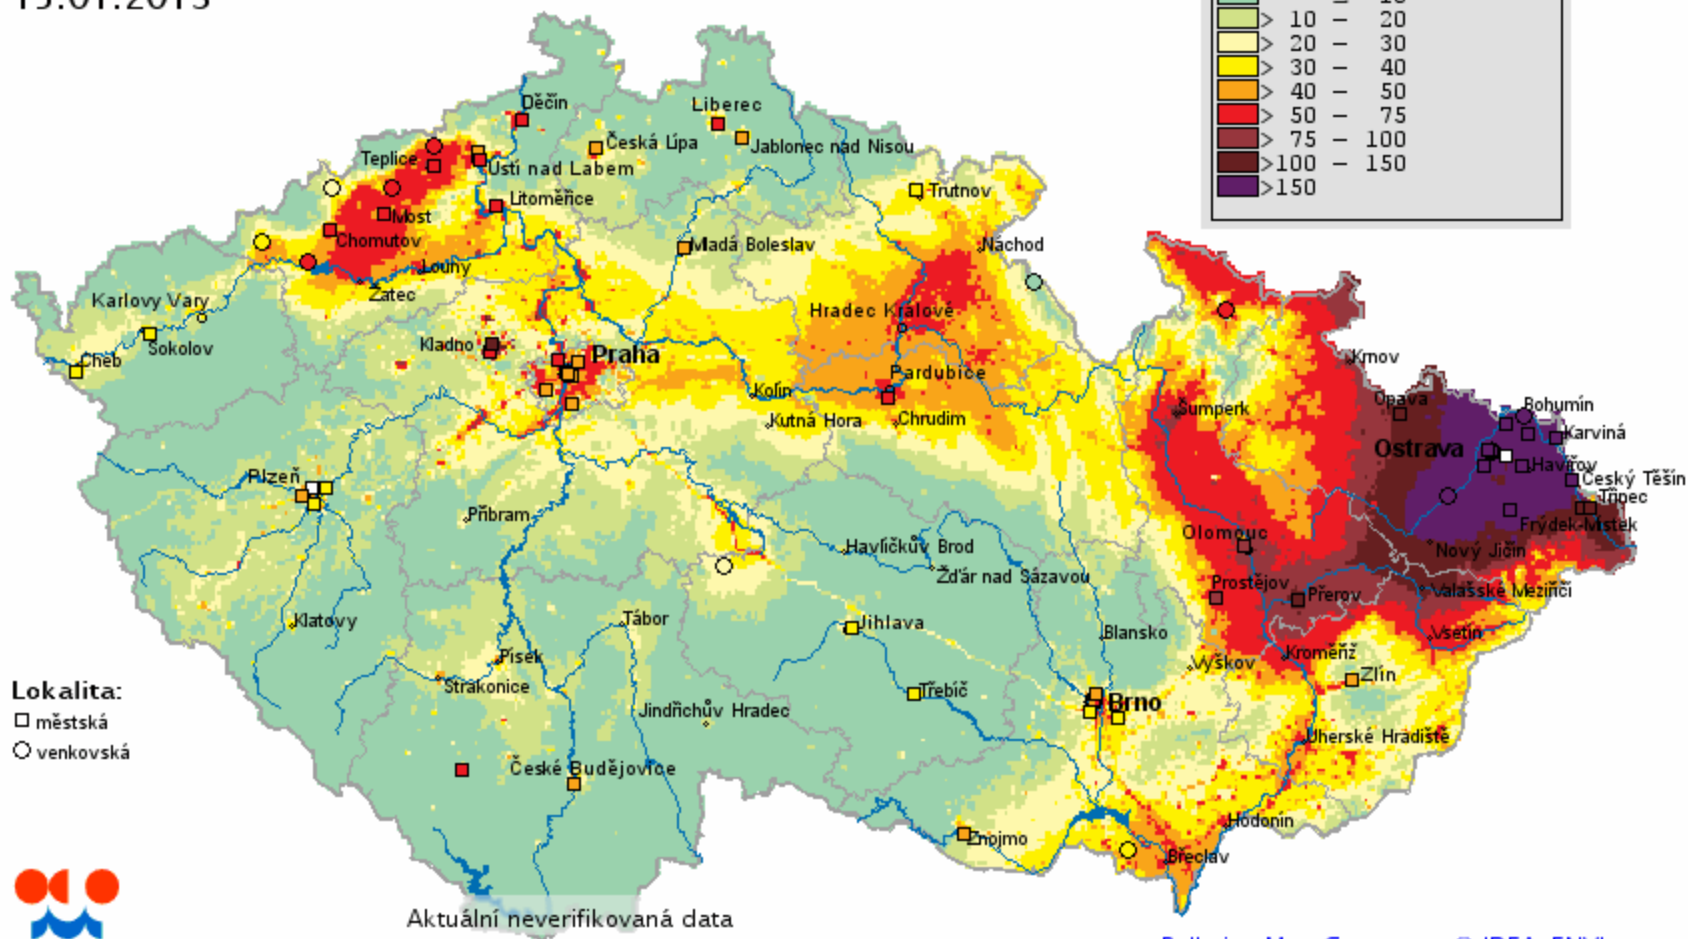 > 10 – 20
> 20 – 30
> 30 – 40
> 40 – 50
> 50 – 75
> 75 – 100
>100 – 150
>150
Děčín
Liberec
Česká Lípa
Jablonec nad Nisou
Teplice
Ústí nad Labem
Trutnov
Litoměřice
Most
Chomutov
Mladá Boleslav
Náchod
Louny
Žatec
Karlovy Vary
Hradec Králové
Kladno
Praha
Sokolov
Cheb
Krnov
Pardubice
Kolín
Opava
Bohumín
Šumperk
Kutná Hora
Chrudim
Karviná
Ostrava
Havířov
Plzeň
Český Těšín
Třinec
Příbram
Frýdek-Místek
Olomouc
Havlíčkův Brod
Nový Jičín
Žďár nad Sázavou
Prostějov
Přerov
Valašské Meziříčí
Klatovy
Tábor
Jihlava
Blansko
Vsetín
Písek
Kroměříž
Vyškov
Zlín
Strakonice
Třebíč
Lokalita:
Brno
Jindřichův Hradec
městská
Uherské Hradiště
venkovská
České Budějovice
Hodonín
Znojmo
Břeclav
Aktuální neverifikovaná data